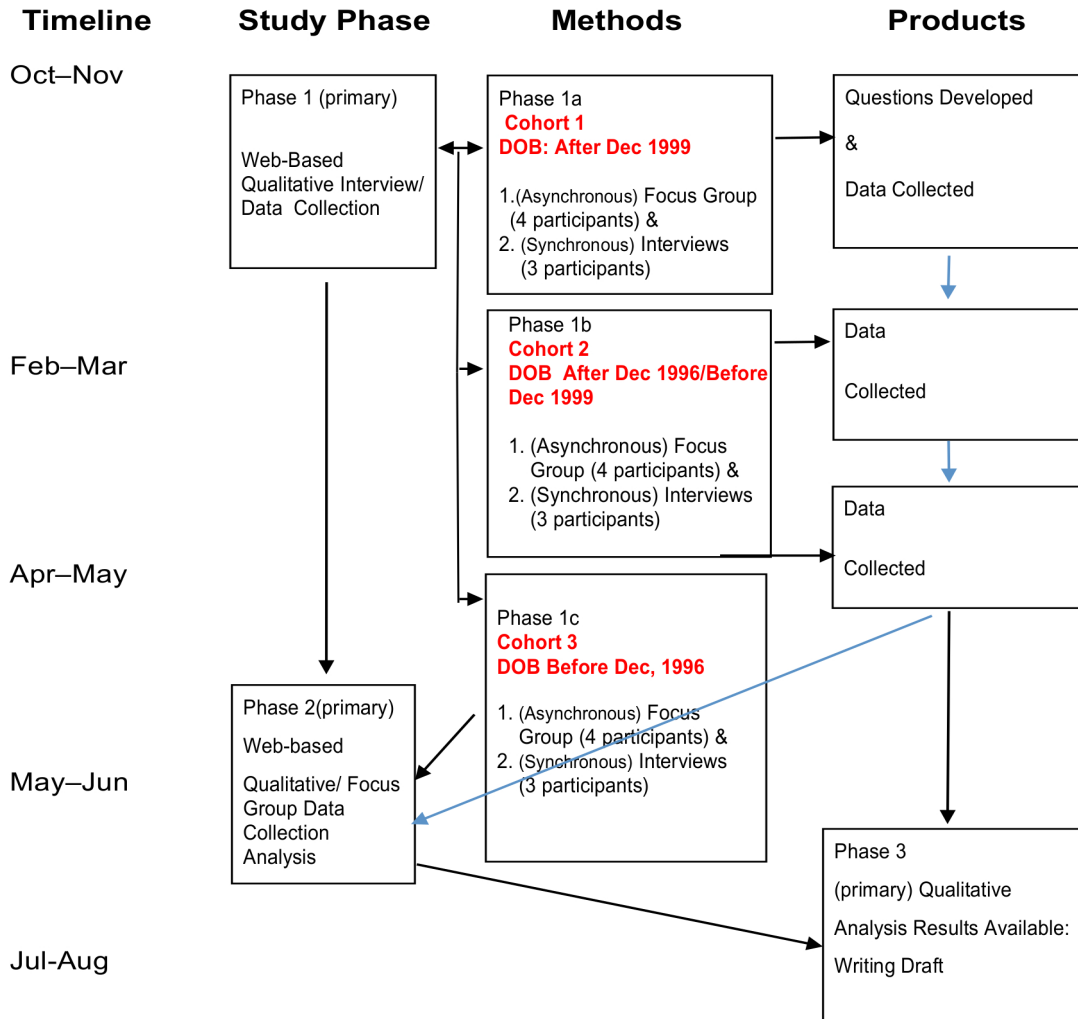 Timeline
Study Phase
Methods
Products
Oct–Nov
Feb–Mar
Apr–May
May–Jun
Jul-Aug
Phase 1 (primary)
Web-Based
Qualitative Interview/
Data Collection
Phase 2(primary)
Web-based
Qualitative/ Focus
Group Data
Collection
Analysis
Phase 1a
Cohort 1
DOB: After Dec 1999
1.(Asynchronous) Focus Group
(4 participants) &
2. (Synchronous) Interviews
(3 participants)
Phase 1b
Cohort 2
DOB After Dec 1996/Before
Dec 1999
1. (Asynchronous) Focus
Group (4 participants) &
2. (Synchronous) Interviews
(3 participants)
Phase 1c
Cohort 3
DOB Before Dec, 1996
1. (Asynchronous) Focus
Group (4 participants) &
2. (Synchronous) Interviews
(3 participants)
Questions Developed
&
Data Collected
Data
Collected
Data
Collected
Phase 3
(primary) Qualitative
Analysis Results Available:
Writing Draft